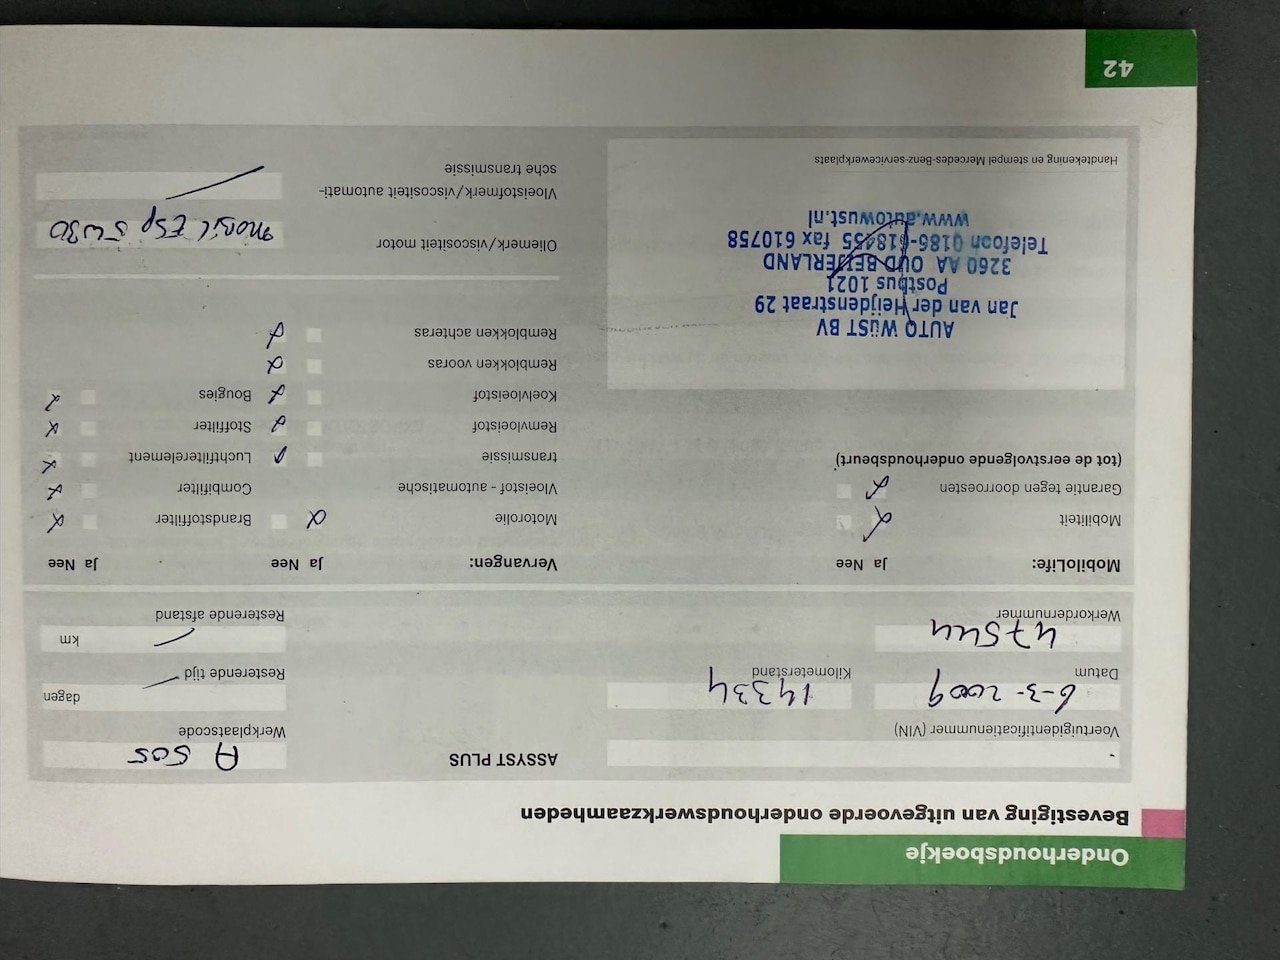 Onderhoudsboekje
Bevestiging van uitgevoerde onderhoudswerkzaamheden
Voertuigidentificatienummer (VIN)
6-3-2009
Datum
14334
Kilometerstand
47544
Werkordernummer
ASSYST PLUS
A 505
Werkplaatscode
dagen
Resterende tijd
km
Resterende afstand
MobiloLife: Ja Nee
Mobiliteit
Garantie tegen doorroesten
(tot de eerstvolgende onderhoudsbeurt)
AUTO WüST BV
Jan van der Heijdenstraat 29
Postbus 1021
3260 AA OUD BEIJERLAND
Telefoon 0186-618455 fax 610758
www.autowust.nl
Handtekening en stempel Mercedes-Benz-servicewerkplaats
Vervangen: Ja Nee Ja Nee
Motorolie
Vloeistof - automatische
transmissie
Remvloeistof
Koelvloeistof
Remblokken vooras
Remblokken achteras
Brandstoffilter
Combifilter
Luchtfilterelement
Stoffilter
Bougies
Oliemerk/viscositeit motor
Mobil ESP 5W30
Vloeistofmerk/viscositeit automati-
sche transmissie
42